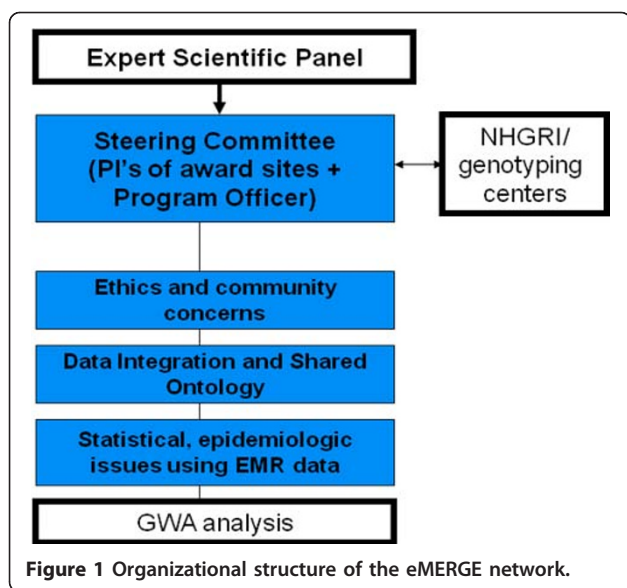 Expert Scientific Panel
Steering Committee
(PI's of award sites +
Program Officer)
NHGRI/
genotyping
centers
Ethics and community
concerns
Data Integration and Shared
Ontology
Statistical, epidemiologic
issues using EMR data
GWA analysis
Figure 1 Organizational structure of the eMERGE network.